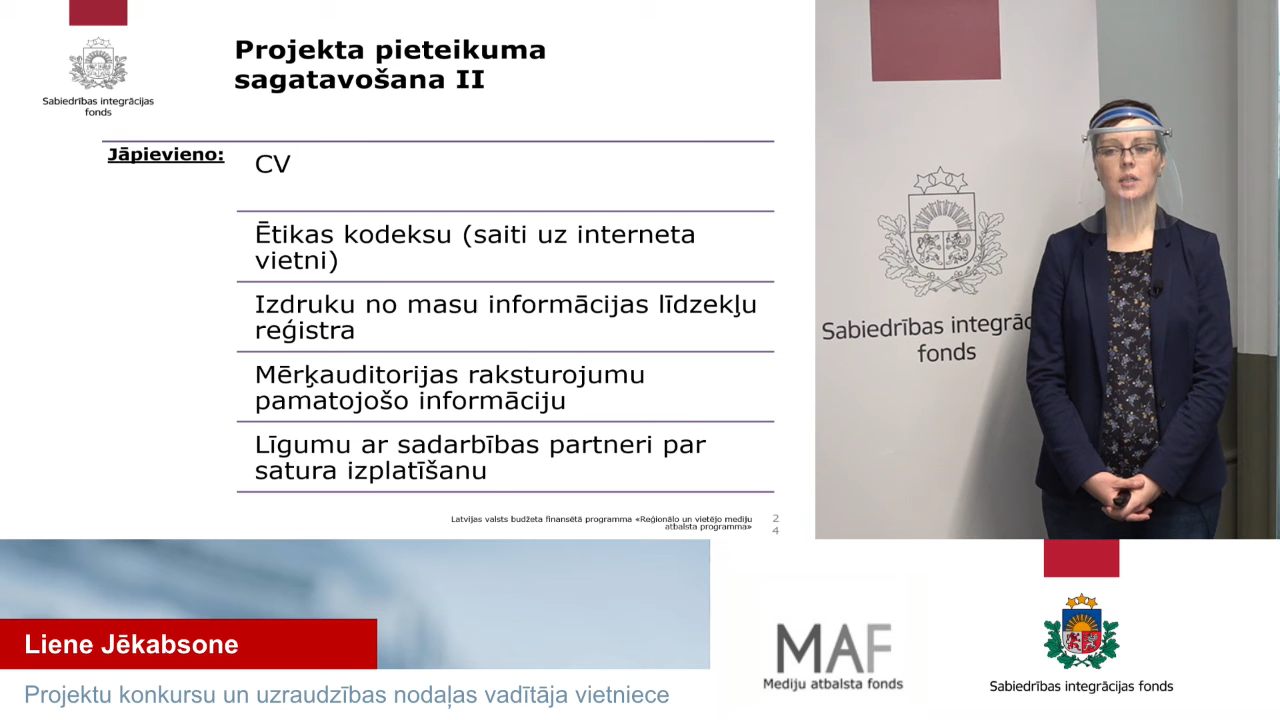 Projekta pieteikuma
sagatavošana II
Sabiedrības integrācijas
fonds
Jāpievieno:
CV
Ētikas kodeksu (saiti uz interneta
vietni)
Izdruku no masu informācijas līdzekļu
reģistra
Mērķauditorijas raksturojumu
pamatojošo informāciju
Līgumu ar sadarbības partneri par
satura izplatīšanu
Latvijas valsts budžeta finansētā programma «Reģionālo un vietējo mediju
atbalsta programma»
2
4
Sabiedrības integrāc
fonds
Liene Jēkabsone
Projektu konkursu un uzraudzības nodaļas vadītāja vietniece
MAF
Mediju atbalsta fonds
Sabiedrības integrācijas fonds